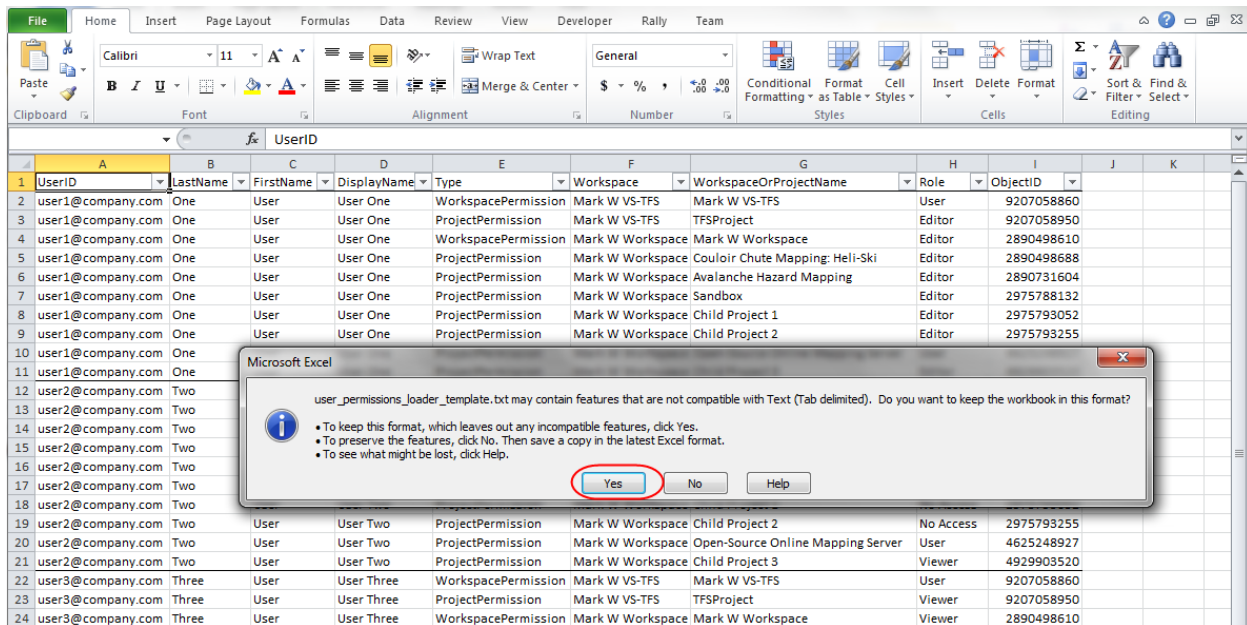 File Home Insert Page Layout Formulas Data Review View Developer Rally Team
Calibri 11 A A Wrap Text General Σ
Paste B I U A Merge & Center $ % , .0 .00 .00 .0 Conditional Formatting Format as Table Cell Styles Insert Delete Format Sort & Filter Find & Select
Clipboard Font Alignment Number Styles Cells Editing
fx UserID
A B C D E F G H I J K
1 UserID LastName FirstName DisplayName Type Workspace WorkspaceOrProjectName Role ObjectID
2 user1@company.com One User User One WorkspacePermission Mark W VS-TFS Mark W VS-TFS User 9207058860
3 user1@company.com One User User One ProjectPermission Mark W VS-TFS TFSProject Editor 9207058950
4 user1@company.com One User User One WorkspacePermission Mark W Workspace Mark W Workspace Editor 2890498610
5 user1@company.com One User User One ProjectPermission Mark W Workspace Couloir Chute Mapping: Heli-Ski Editor 2890498688
6 user1@company.com One User User One ProjectPermission Mark W Workspace Avalanche Hazard Mapping Editor 2890731604
7 user1@company.com One User User One ProjectPermission Mark W Workspace Sandbox Editor 2975788132
8 user1@company.com One User User One ProjectPermission Mark W Workspace Child Project 1 Editor 2975793052
9 user1@company.com One User User One ProjectPermission Mark W Workspace Child Project 2 Editor 2975793255
10 user1@company.com One
11 user1@company.com One
12 user2@company.com Two
13 user2@company.com Two
14 user2@company.com Two
15 user2@company.com Two
16 user2@company.com Two
17 user2@company.com Two
18 user2@company.com Two
Microsoft Excel
user_permissions_loader_template.txt may contain features that are not compatible with Text (Tab delimited). Do you want to keep the workbook in this format?
• To keep this format, which leaves out any incompatible features, click Yes.
• To preserve the features, click No. Then save a copy in the latest Excel format.
• To see what might be lost, click Help.
Yes No Help
19 user2@company.com Two User User Two ProjectPermission Mark W Workspace Child Project 2 No Access 2975793255
20 user2@company.com Two User User Two ProjectPermission Mark W Workspace Open-Source Online Mapping Server User 4625248927
21 user2@company.com Two User User Two ProjectPermission Mark W Workspace Child Project 3 Viewer 4929903520
22 user3@company.com Three User User Three WorkspacePermission Mark W VS-TFS Mark W VS-TFS User 9207058860
23 user3@company.com Three User User Three ProjectPermission Mark W VS-TFS TFSProject Viewer 9207058950
24 user3@company.com Three User User Three WorkspacePermission Mark W Workspace Mark W Workspace Viewer 2890498610